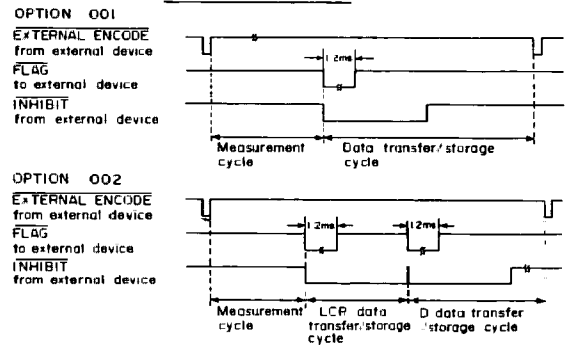 OPTION 001
EXTERNAL ENCODE
from external device
FLAG
to external device
INHIBIT
from external device
1.2ms
Measurement cycle
Data transfer/storage cycle
OPTION 002
EXTERNAL ENCODE
from external device
FLAG
to external device
INHIBIT
from external device
1.2ms
1.2ms
Measurement cycle
LCR data transfer/storage cycle
D data transfer/storage cycle